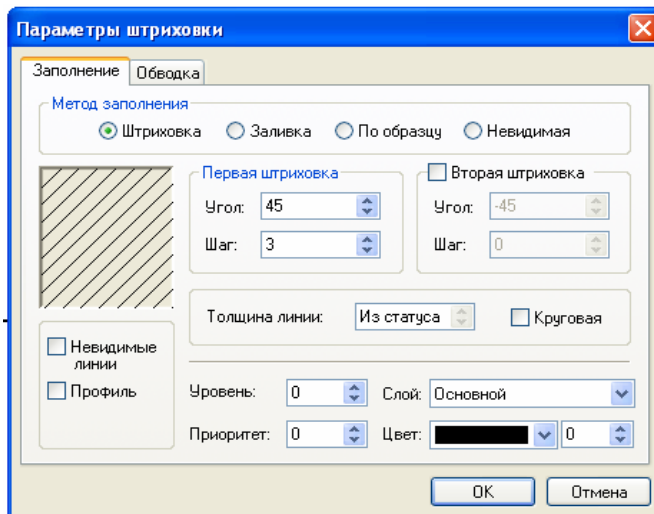 Параметры штриховки
Заполнение Обводка
Метод заполнения
Штриховка Заливка По образцу Невидимая
Первая штриховка Вторая штриховка
Угол: 45 Угол: -45
Шаг: 3 Шаг: 0
Толщина линии: Из статуса Круговая
Невидимые линии
Профиль
Уровень: 0 Слой: Основной
Приоритет: 0 Цвет: 0
OK Отмена